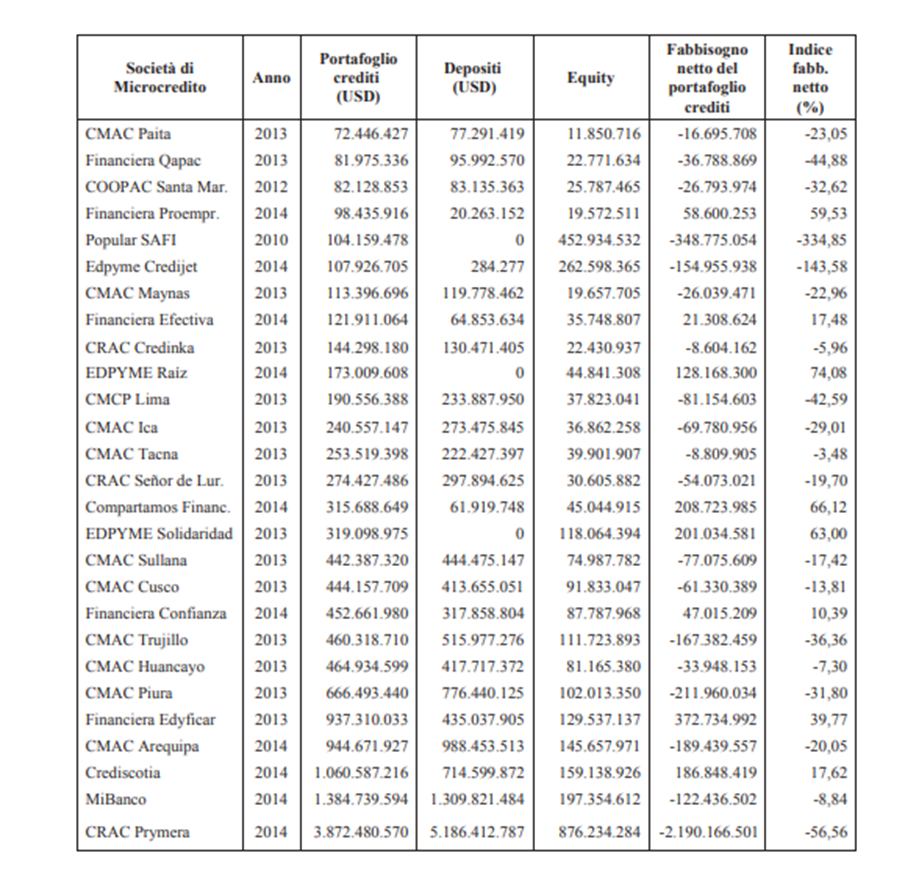 Società di Microcredito | Anno | Portafoglio crediti (USD) | Depositi (USD) | Equity | Fabbisogno netto del portafoglio crediti | Indice fabb. netto (%)
CMAC Paita | 2013 | 72.446.427 | 77.291.419 | 11.850.716 | -16.695.708 | -23,05
Financiera Qapac | 2013 | 81.975.336 | 95.992.570 | 22.771.634 | -36.788.869 | -44,88
COOPAC Santa Mar. | 2012 | 82.128.853 | 83.135.363 | 25.787.465 | -26.793.974 | -32,62
Financiera Proempr. | 2014 | 98.435.916 | 20.263.152 | 19.572.511 | 58.600.253 | 59,53
Popular SAFI | 2010 | 104.159.478 | 0 | 452.934.532 | -348.775.054 | -334,85
Edpyme Credijet | 2014 | 107.926.705 | 284.277 | 262.598.365 | -154.955.938 | -143,58
CMAC Maynas | 2013 | 113.396.696 | 119.778.462 | 19.657.705 | -26.039.471 | -22,96
Financiera Efectiva | 2014 | 121.911.064 | 64.853.634 | 35.748.807 | 21.308.624 | 17,48
CRAC Credinka | 2013 | 144.298.180 | 130.471.405 | 22.430.937 | -8.604.162 | -5,96
EDPYME Raíz | 2014 | 173.009.608 | 0 | 44.841.308 | 128.168.300 | 74,08
CMCP Lima | 2013 | 190.556.388 | 233.887.950 | 37.823.041 | -81.154.603 | -42,59
CMAC Ica | 2013 | 240.557.147 | 273.475.845 | 36.862.258 | -69.780.956 | -29,01
CMAC Tacna | 2013 | 253.519.398 | 222.427.397 | 39.901.907 | -8.809.905 | -3,48
CRAC Señor de Lur. | 2013 | 274.427.486 | 297.894.625 | 30.605.882 | -54.073.021 | -19,70
Compartamos Financ. | 2014 | 315.688.649 | 61.919.748 | 45.044.915 | 208.723.985 | 66,12
EDPYME Solidaridad | 2013 | 319.098.975 | 0 | 118.064.394 | 201.034.581 | 63,00
CMAC Sullana | 2013 | 442.387.320 | 444.475.147 | 74.987.782 | -77.075.609 | -17,42
CMAC Cusco | 2013 | 444.157.709 | 413.655.051 | 91.833.047 | -61.330.389 | -13,81
Financiera Confianza | 2014 | 452.661.980 | 317.858.804 | 87.787.968 | 47.015.209 | 10,39
CMAC Trujillo | 2013 | 460.318.710 | 515.977.276 | 111.723.893 | -167.382.459 | -36,36
CMAC Huancayo | 2013 | 464.934.599 | 417.717.372 | 81.165.380 | -33.948.153 | -7,30
CMAC Piura | 2013 | 666.493.440 | 776.440.125 | 102.013.350 | -211.960.034 | -31,80
Financiera Edyficar | 2013 | 937.310.033 | 435.037.905 | 129.537.137 | 372.734.992 | 39,77
CMAC Arequipa | 2014 | 944.671.927 | 988.453.513 | 145.657.971 | -189.439.557 | -20,05
Crediscotia | 2014 | 1.060.587.216 | 714.599.872 | 159.138.926 | 186.848.419 | 17,62
MiBanco | 2014 | 1.384.739.594 | 1.309.821.484 | 197.354.612 | -122.436.502 | -8,84
CRAC Prymera | 2014 | 3.872.480.570 | 5.186.412.787 | 876.234.284 | -2.190.166.501 | -56,56